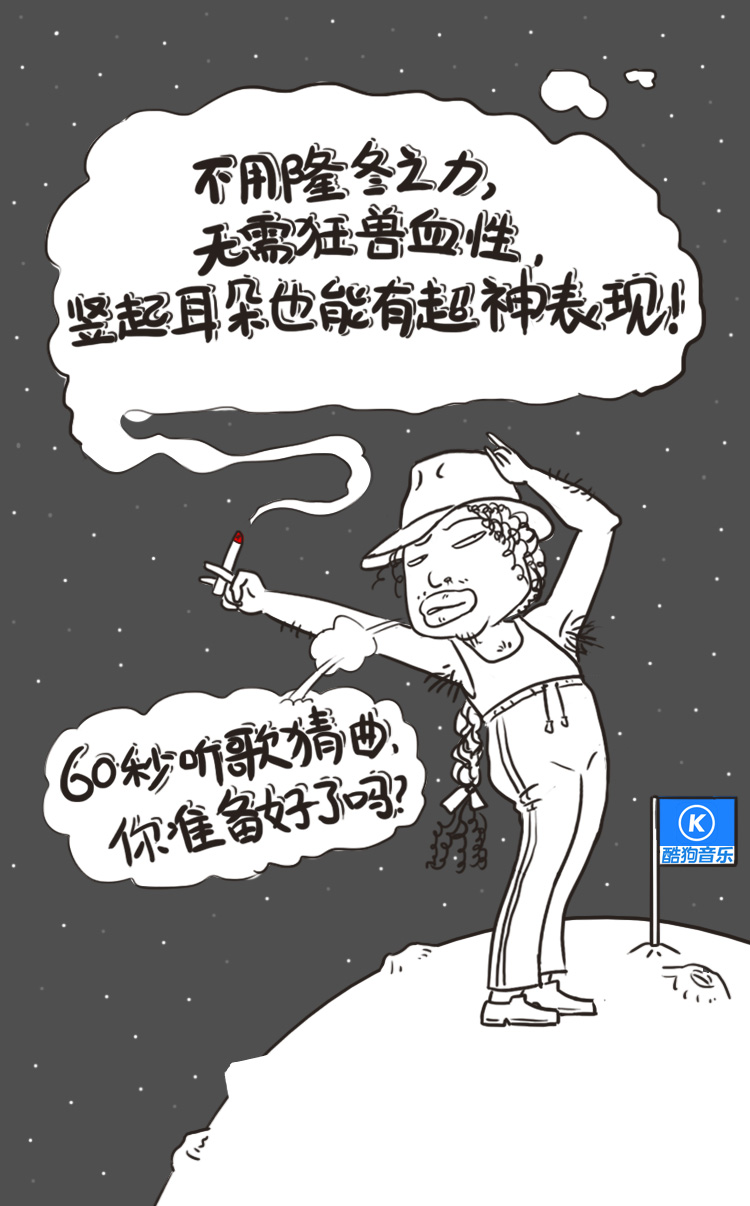 不用隆冬之力,
无需狂兽血性,
竖起耳朵也能有超神表现!
60秒听歌猜曲,
你准备好了吗?
K
酷狗音乐